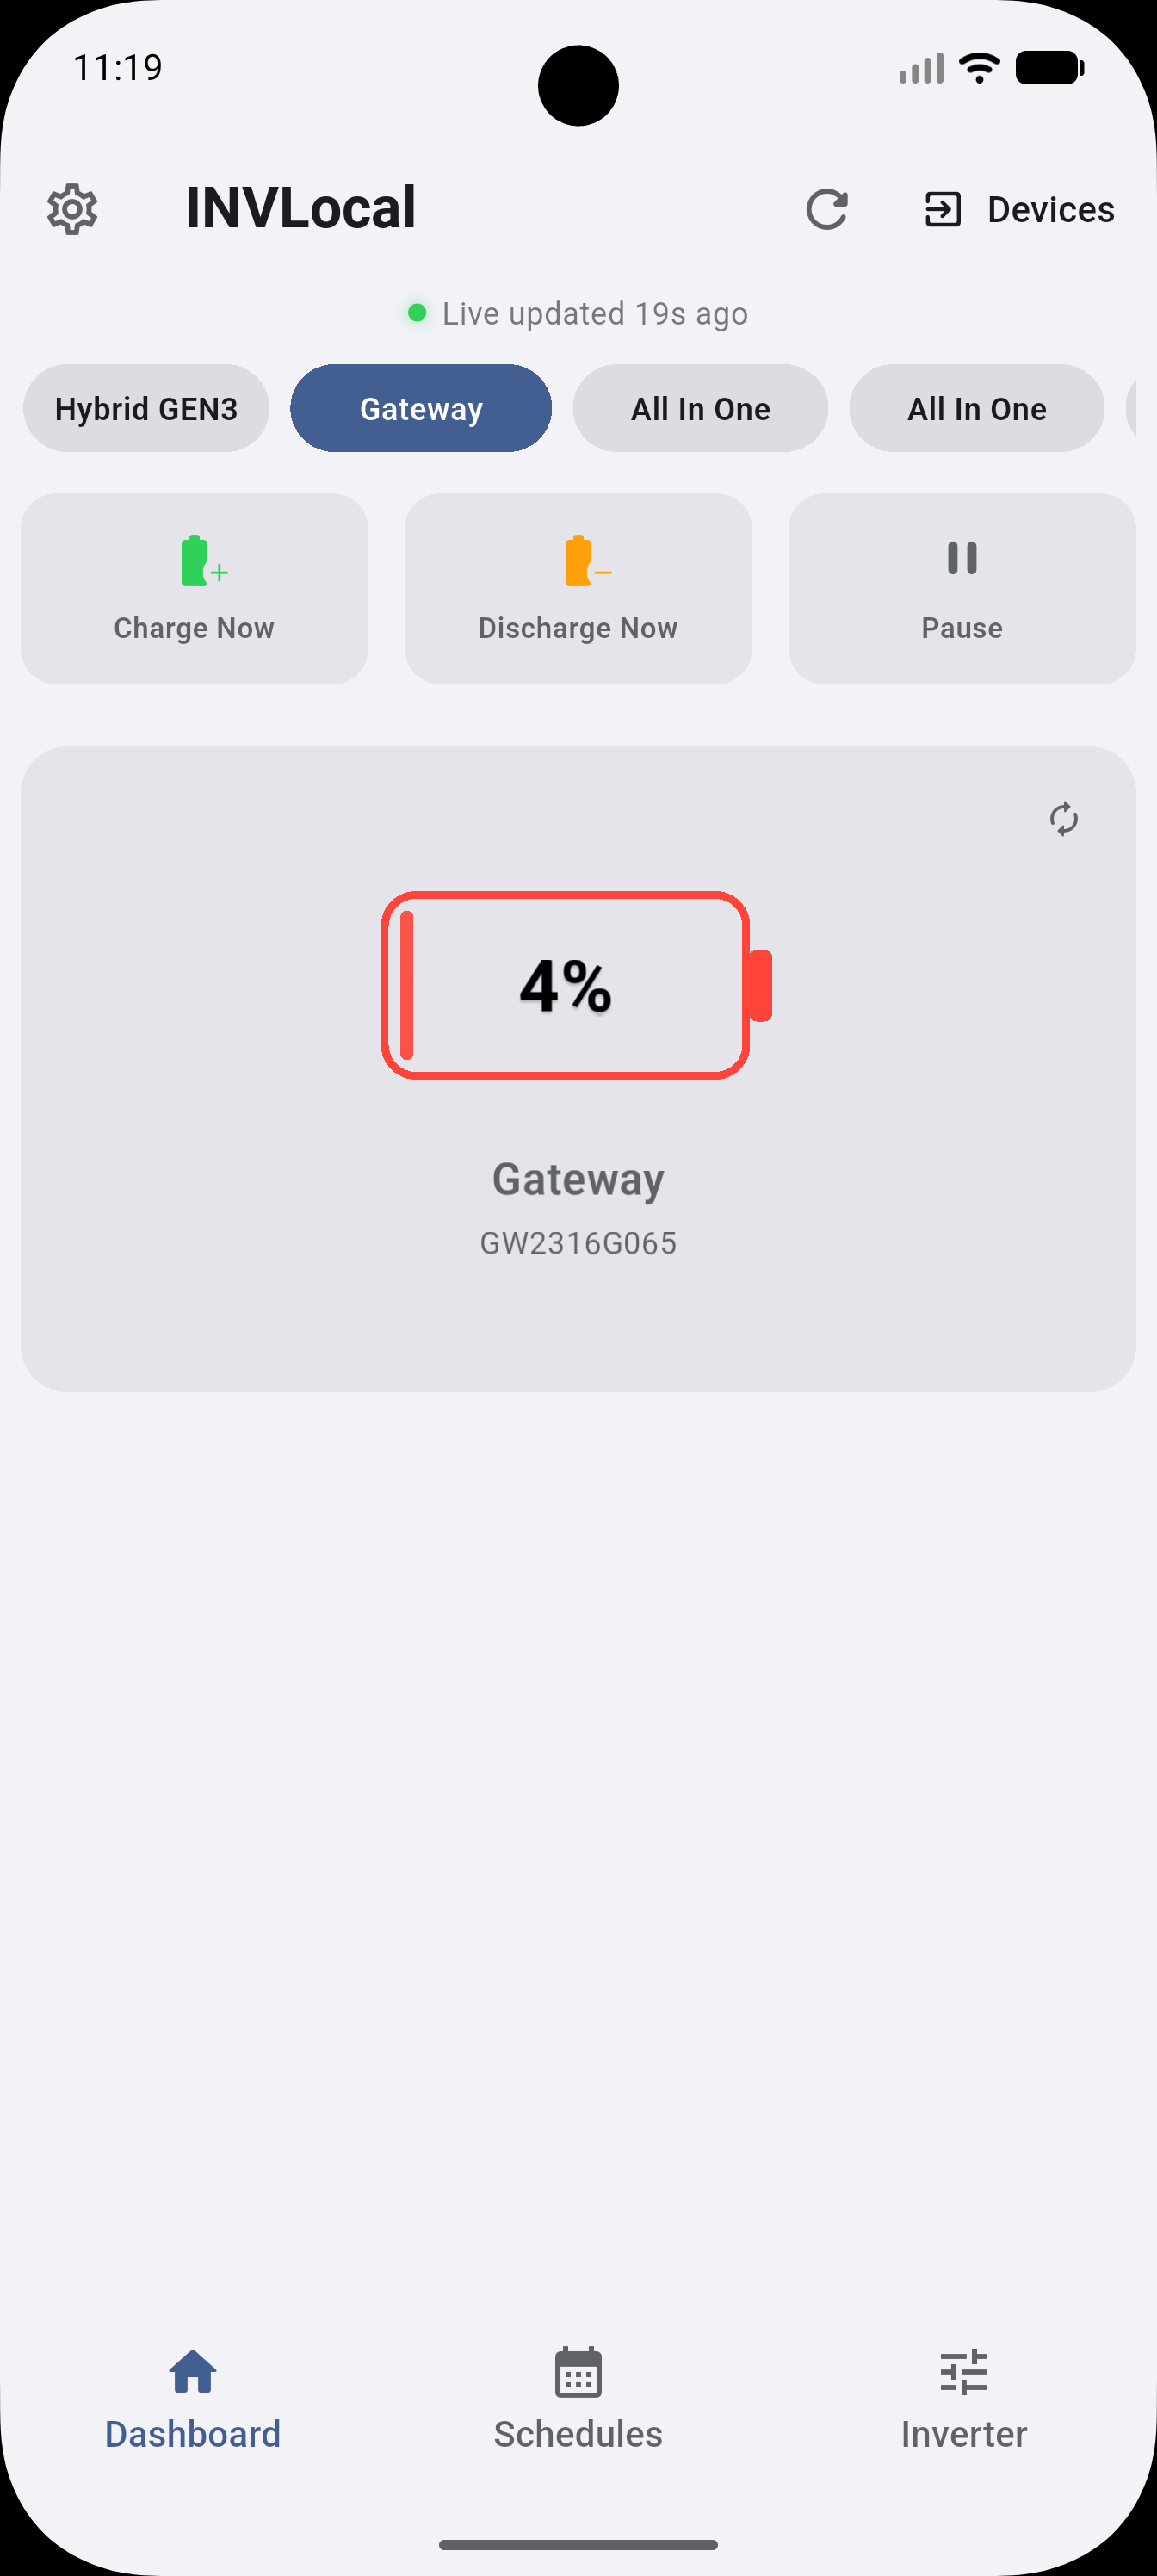 11:19
INVLocal
Devices
Live updated 19s ago
Hybrid GEN3
Gateway
All In One
All In One
Charge Now
Discharge Now
Pause
4%
Gateway
GW2316G065
Dashboard
Schedules
Inverter